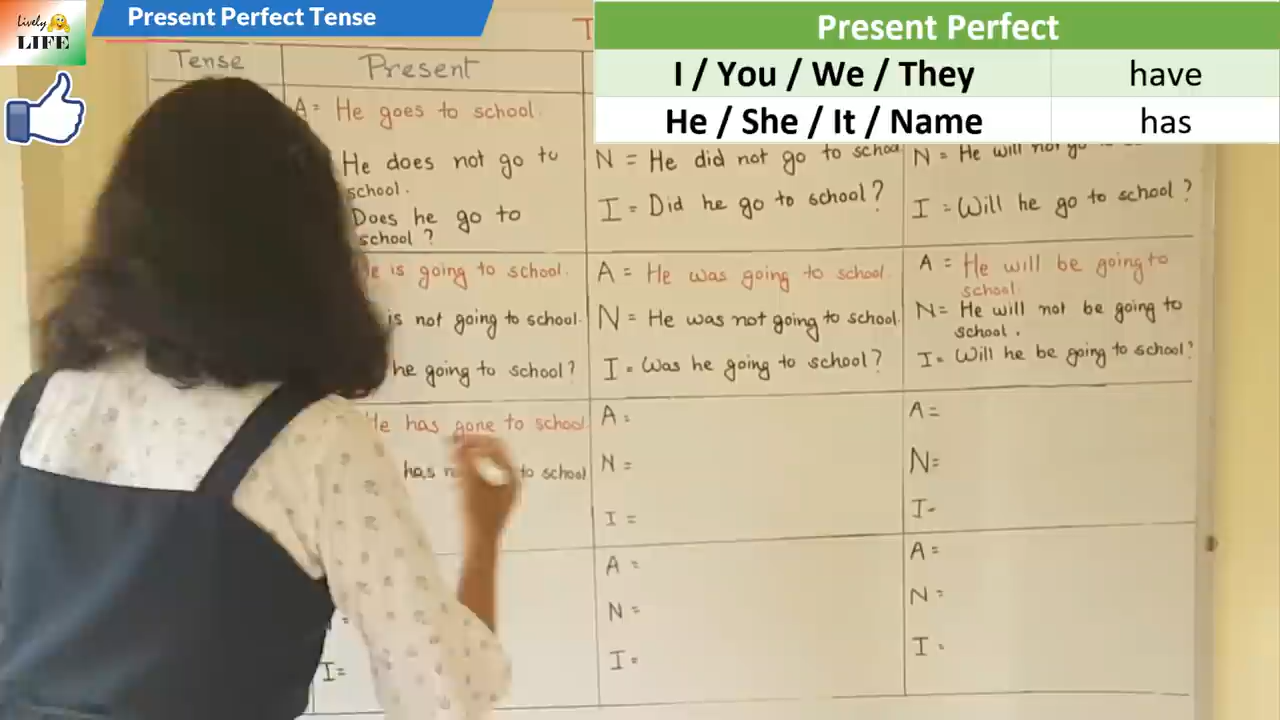 Lively
LIFE
Present Perfect Tense
Present Perfect
I / You / We / They have
He / She / It / Name has
T
Tense
Present
A = He goes to school.
He does not go to
school.
Does he go to
school ?
N = He did not go to school
I = Did he go to school ?
N = He will not go
I = Will he go to school ?
He is going to school.
is not going to school.
he going to school ?
A = He was going to school.
N = He was not going to school.
I = Was he going to school ?
A = He will be going to
school.
N= He will not be going to
school.
I= Will he be going to school ?
He has gone to school.
has to school
A =
N =
I =
A =
N=
I-
I=
A =
N =
I =
A =
N =
I =